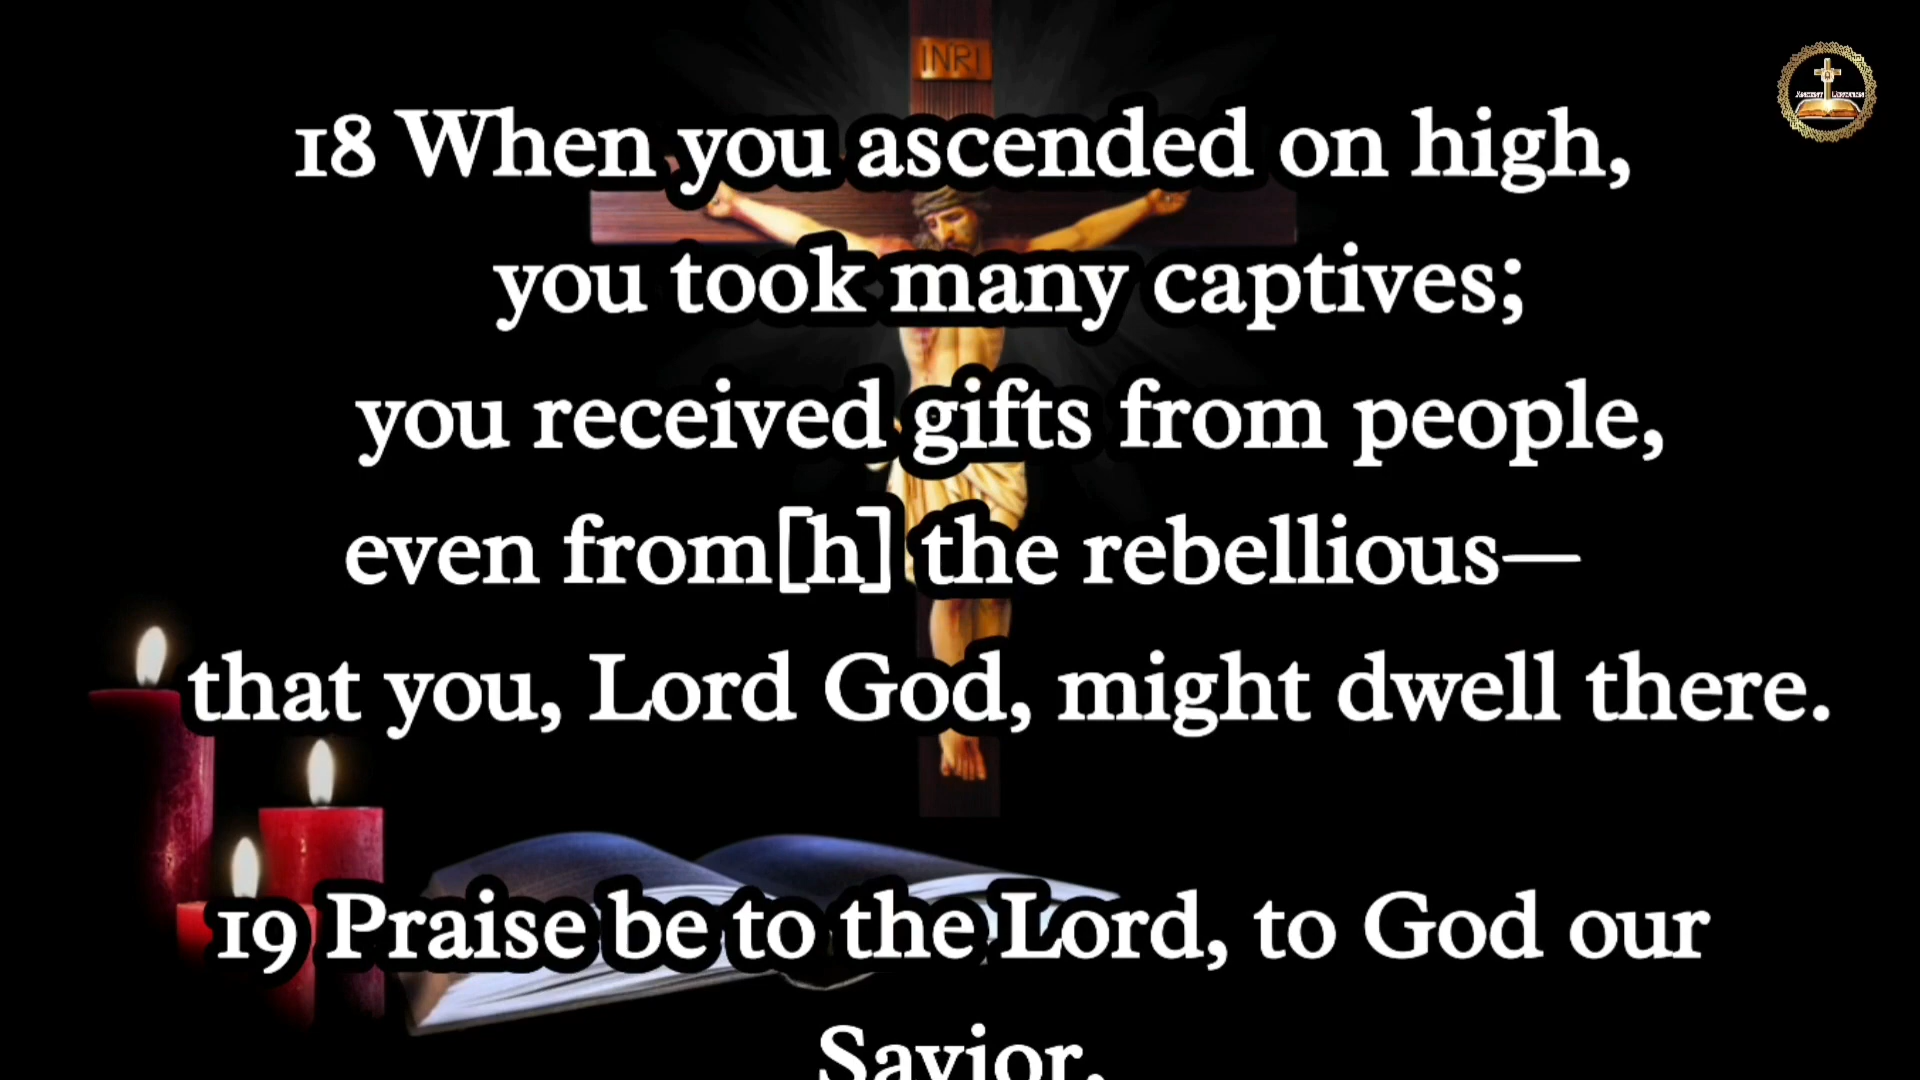 INRI
18 When you ascended on high,
you took many captives;
you received gifts from people,
even from[h] the rebellious—
that you, Lord God, might dwell there.
19 Praise be to the Lord, to God our
Savior,